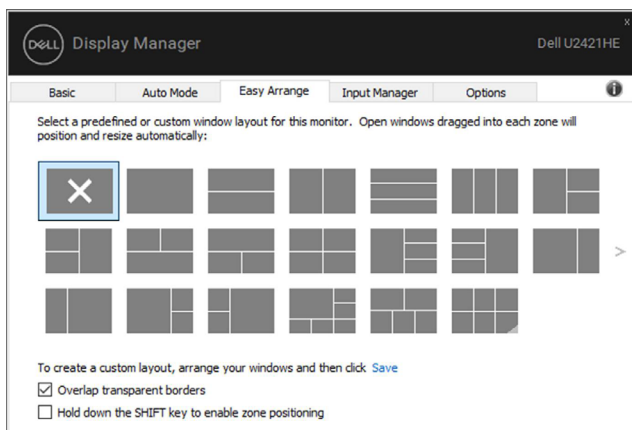 x
DELL Display Manager Dell U2421HE
Basic Auto Mode Easy Arrange Input Manager Options
Select a predefined or custom window layout for this monitor. Open windows dragged into each zone will
position and resize automatically:
To create a custom layout, arrange your windows and then click Save
Overlap transparent borders
Hold down the SHIFT key to enable zone positioning